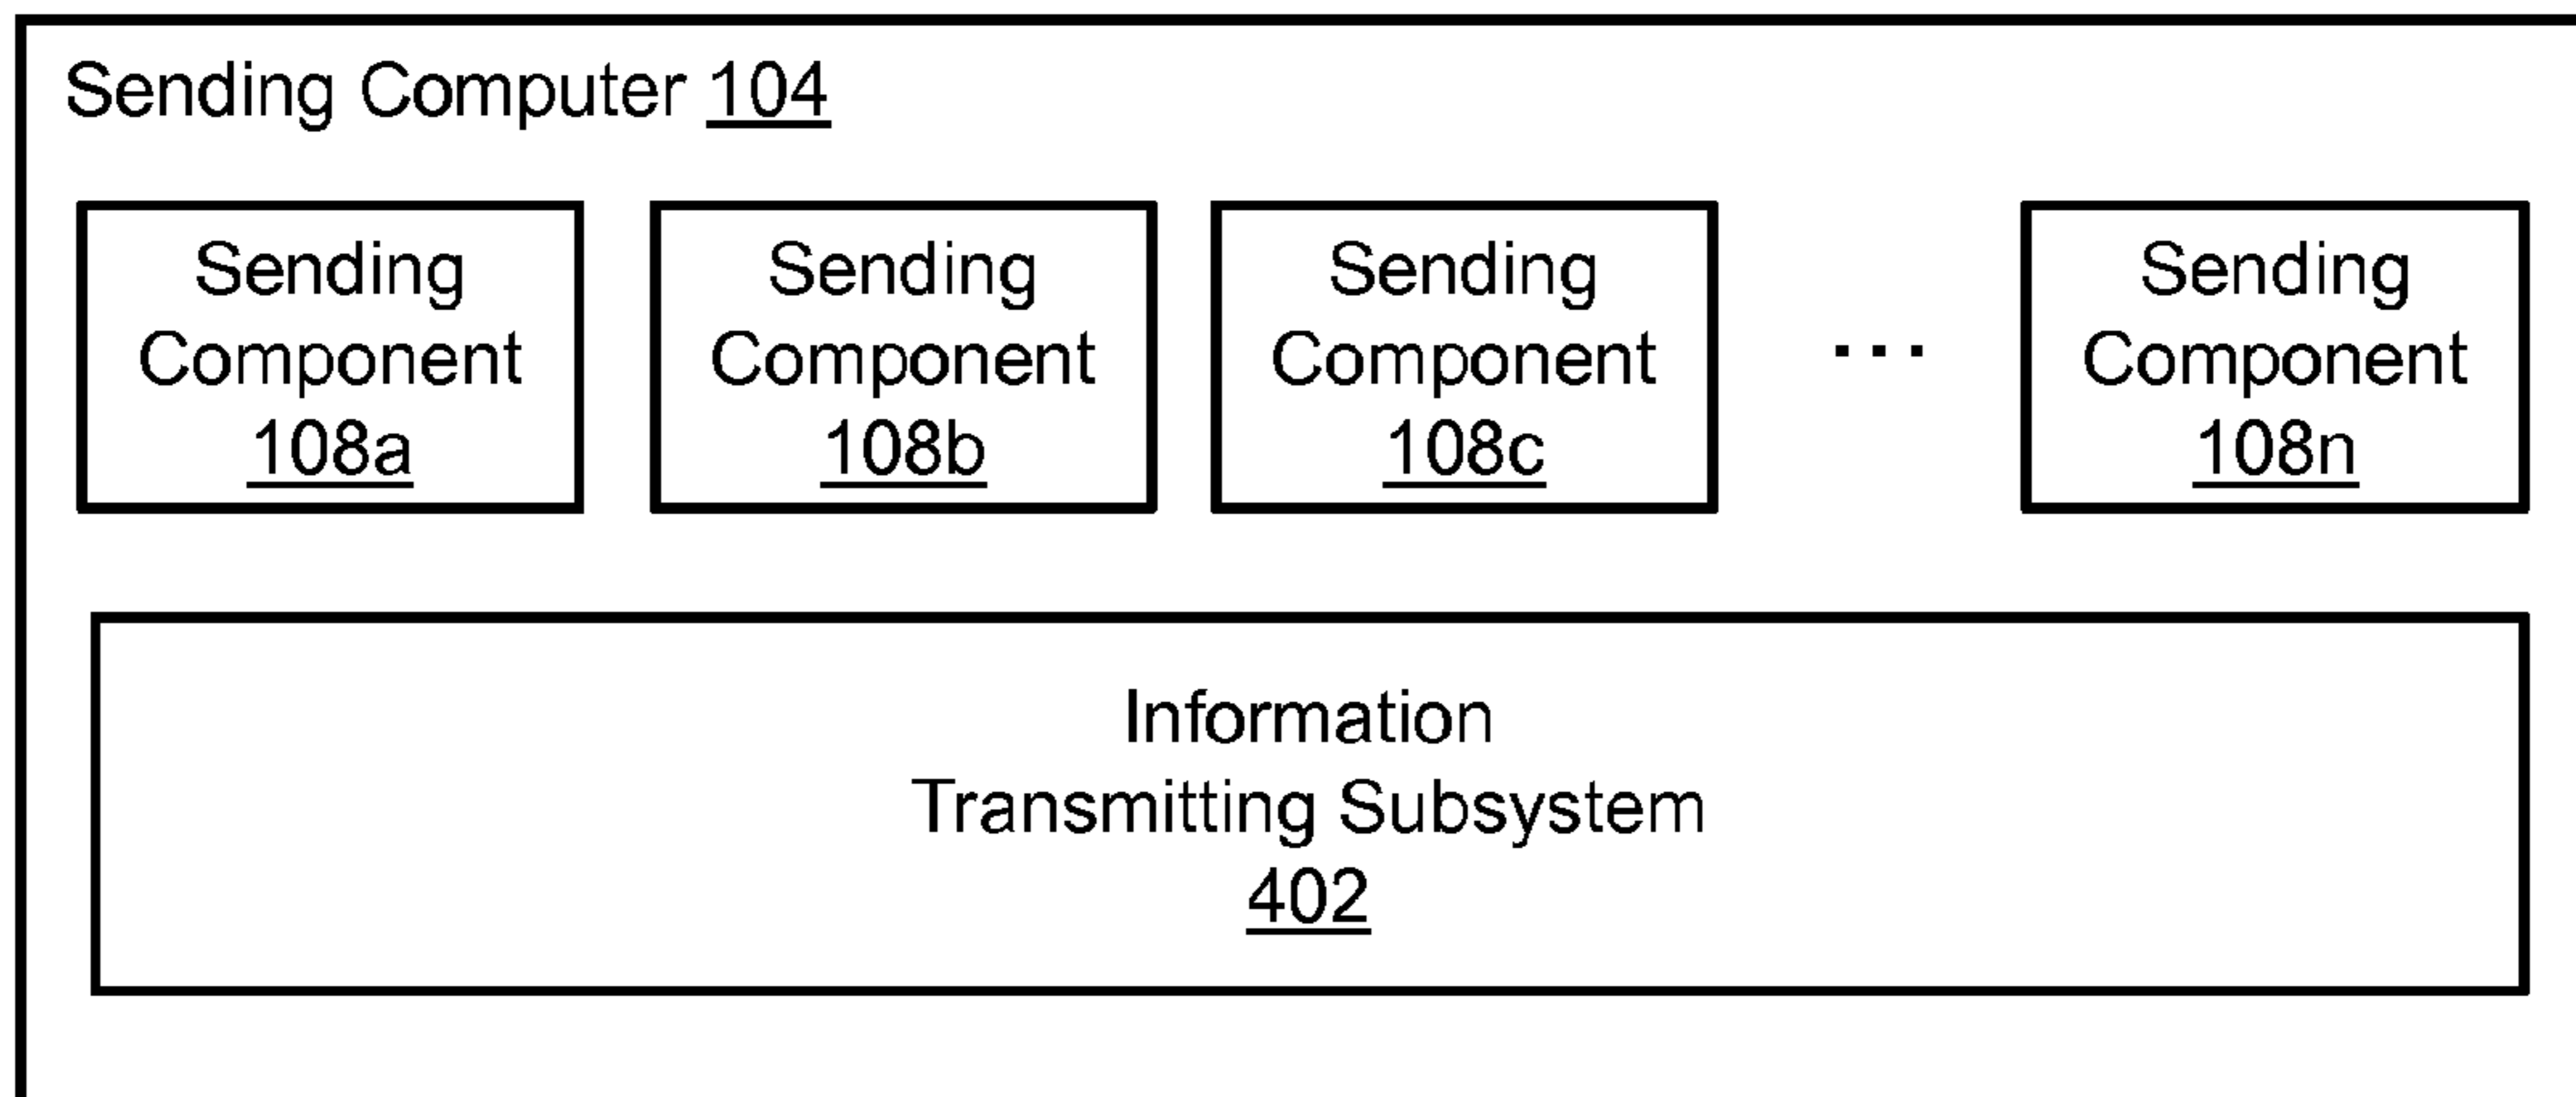 Sending Computer 104
Sending
Component
108a
Sending
Component
108b
Sending
Component
108c
...
Sending
Component
108n
Information
Transmitting Subsystem
402